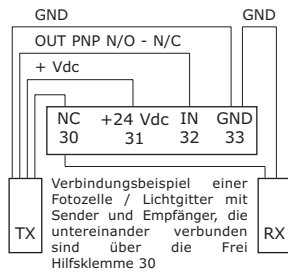 GND GND
OUT PNP N/O - N/C
+ Vdc
NC +24 Vdc IN GND
30 31 32 33
TX
Verbindungsbeispiel einer
Fotozelle / Lichtgitter mit
Sender und Empfänger, die
untereinander verbunden
sind über die Frei
Hilfsklemme 30
RX